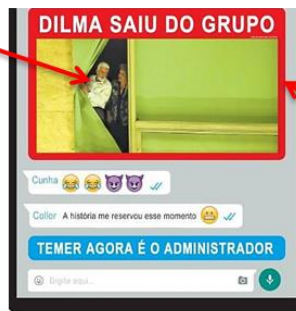 DILMA SAIU DO GRUPO
Cunha
Collor A história me reservou esse momento
TEMER AGORA É O ADMINISTRADOR
Digite aqui...